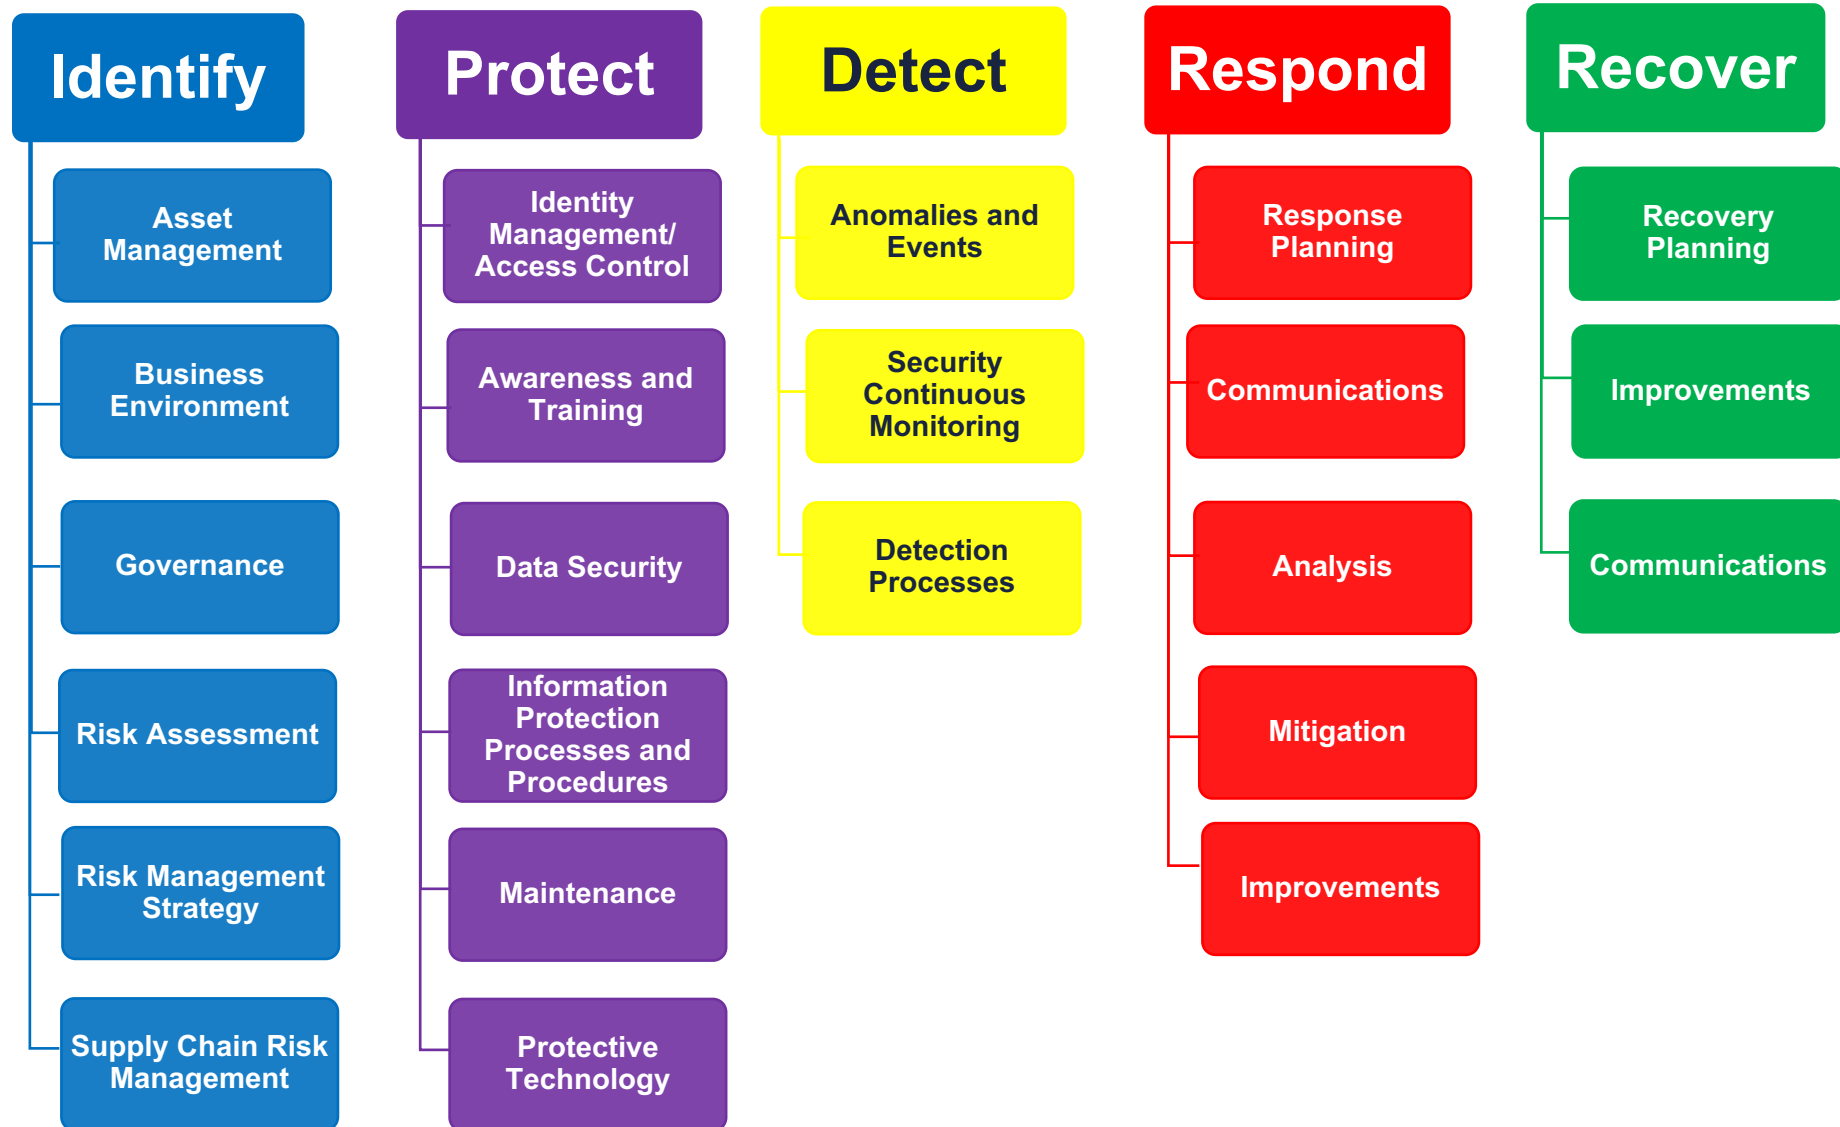 Identify
Asset
Management
Business
Environment
Governance
Risk Assessment
Risk Management
Strategy
Supply Chain Risk
Management
Protect
Identity
Management/
Access Control
Awareness and
Training
Data Security
Information
Protection
Processes and
Procedures
Maintenance
Protective
Technology
Detect
Anomalies and
Events
Security
Continuous
Monitoring
Detection
Processes
Respond
Response
Planning
Communications
Analysis
Mitigation
Improvements
Recover
Recovery
Planning
Improvements
Communications